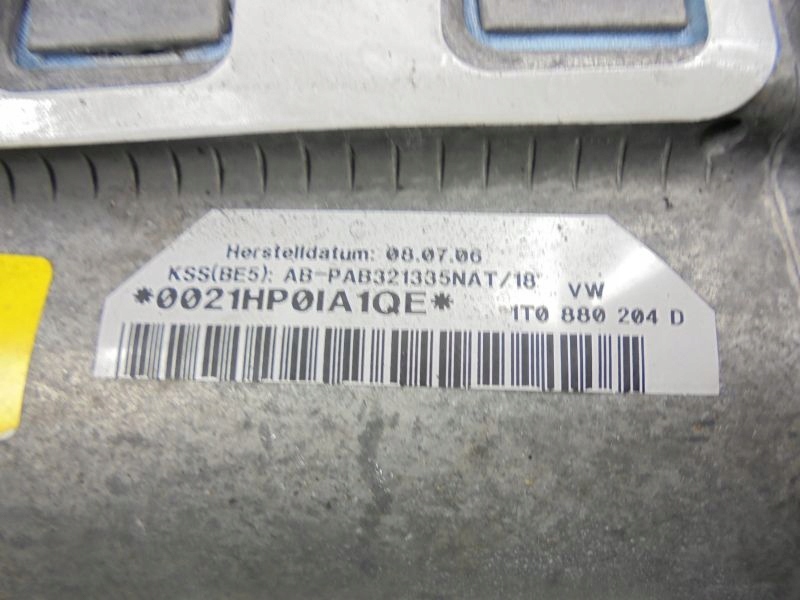 Herstelldatum: 08.07.06
KSS(BE5): AB-PAB321335NAT/18 VW
*0021HP0IA1QE* 1T0 880 204 D